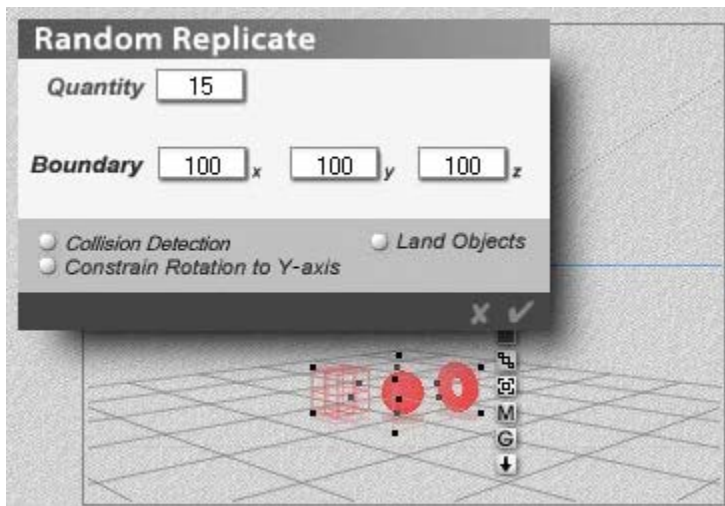 Random Replicate
Quantity 15
Boundary 100 x 100 y 100 z
Collision Detection Land Objects
Constrain Rotation to Y-axis
M
G